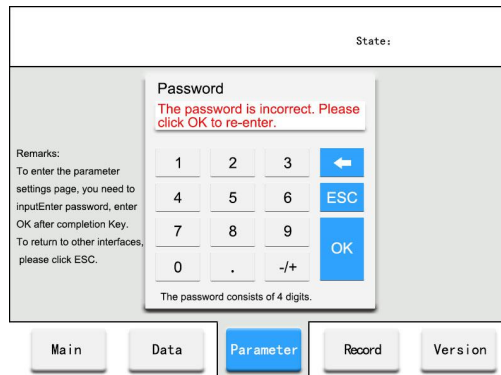 State:
Password
The password is incorrect. Please
click OK to re-enter.
Remarks:
To enter the parameter
settings page, you need to
inputEnter password, enter
OK after completion Key.
To return to other interfaces,
please click ESC.
1 2 3
4 5 6 ESC
7 8 9
OK
0 . -/+
The password consists of 4 digits.
Main Data Parameter Record Version